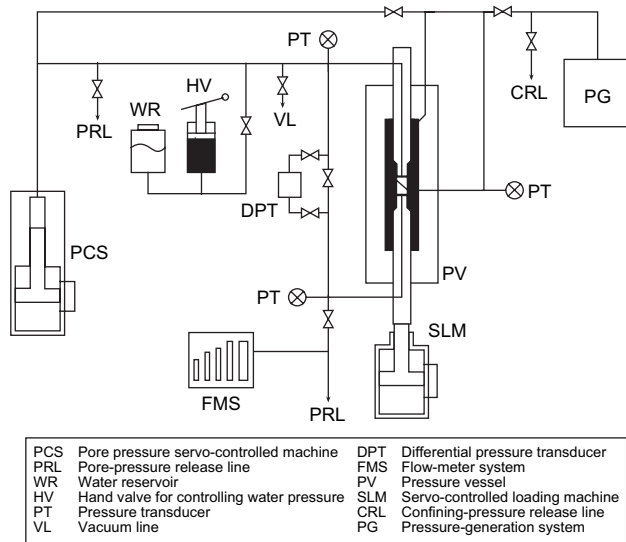 PT
HV
WR
PRL
VL
CRL
PG
DPT
PT
PCS
PV
PT
SLM
FMS
PRL
PCS Pore pressure servo-controlled machine
PRL Pore-pressure release line
WR Water reservoir
HV Hand valve for controlling water pressure
PT Pressure transducer
VL Vacuum line
DPT Differential pressure transducer
FMS Flow-meter system
PV Pressure vessel
SLM Servo-controlled loading machine
CRL Confining-pressure release line
PG Pressure-generation system